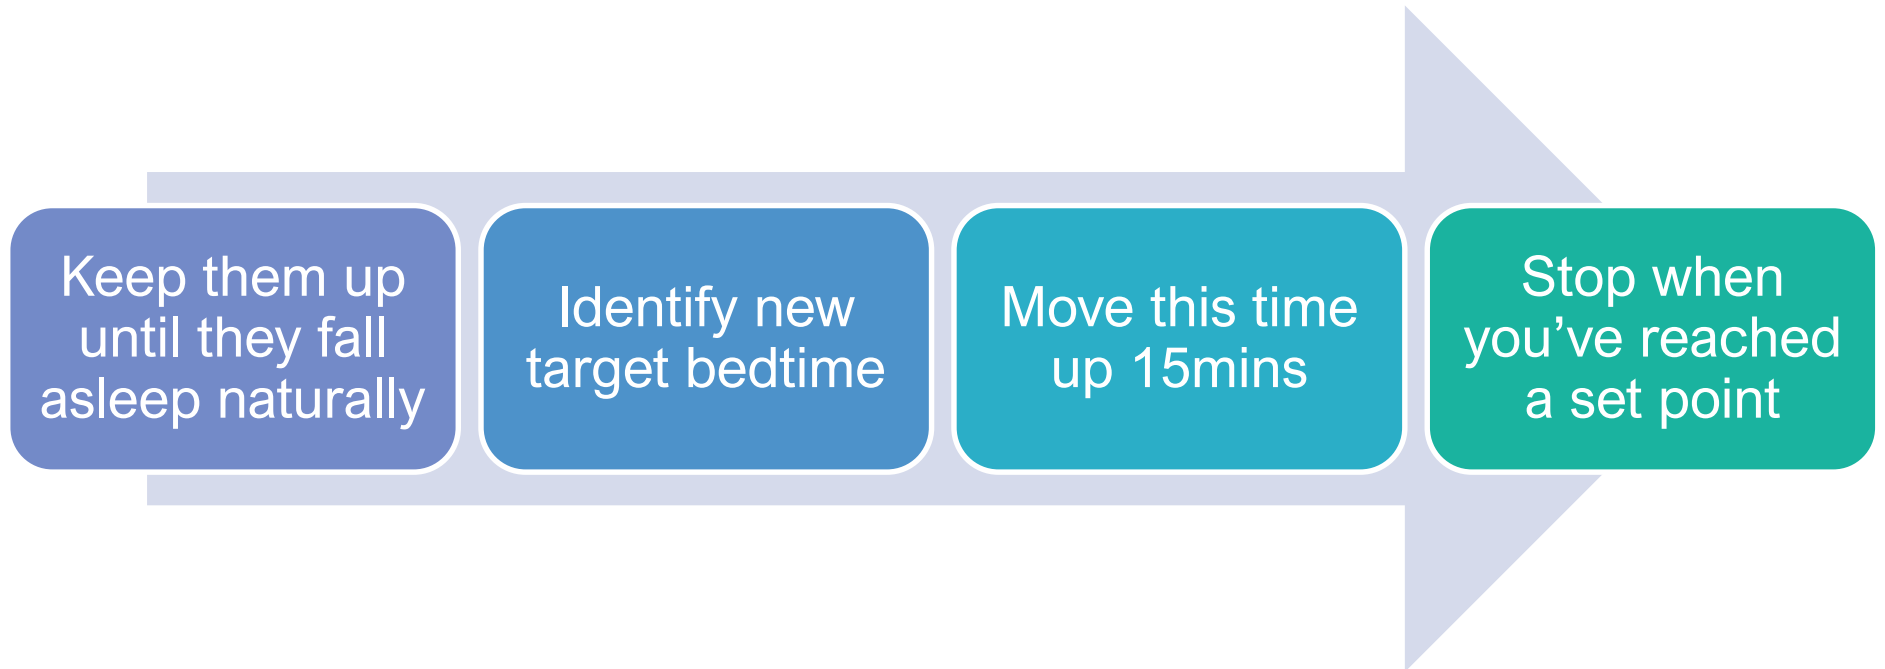 Keep them up
until they fall
asleep naturally
Identify new
target bedtime
Move this time
up 15mins
Stop when
you’ve reached
a set point